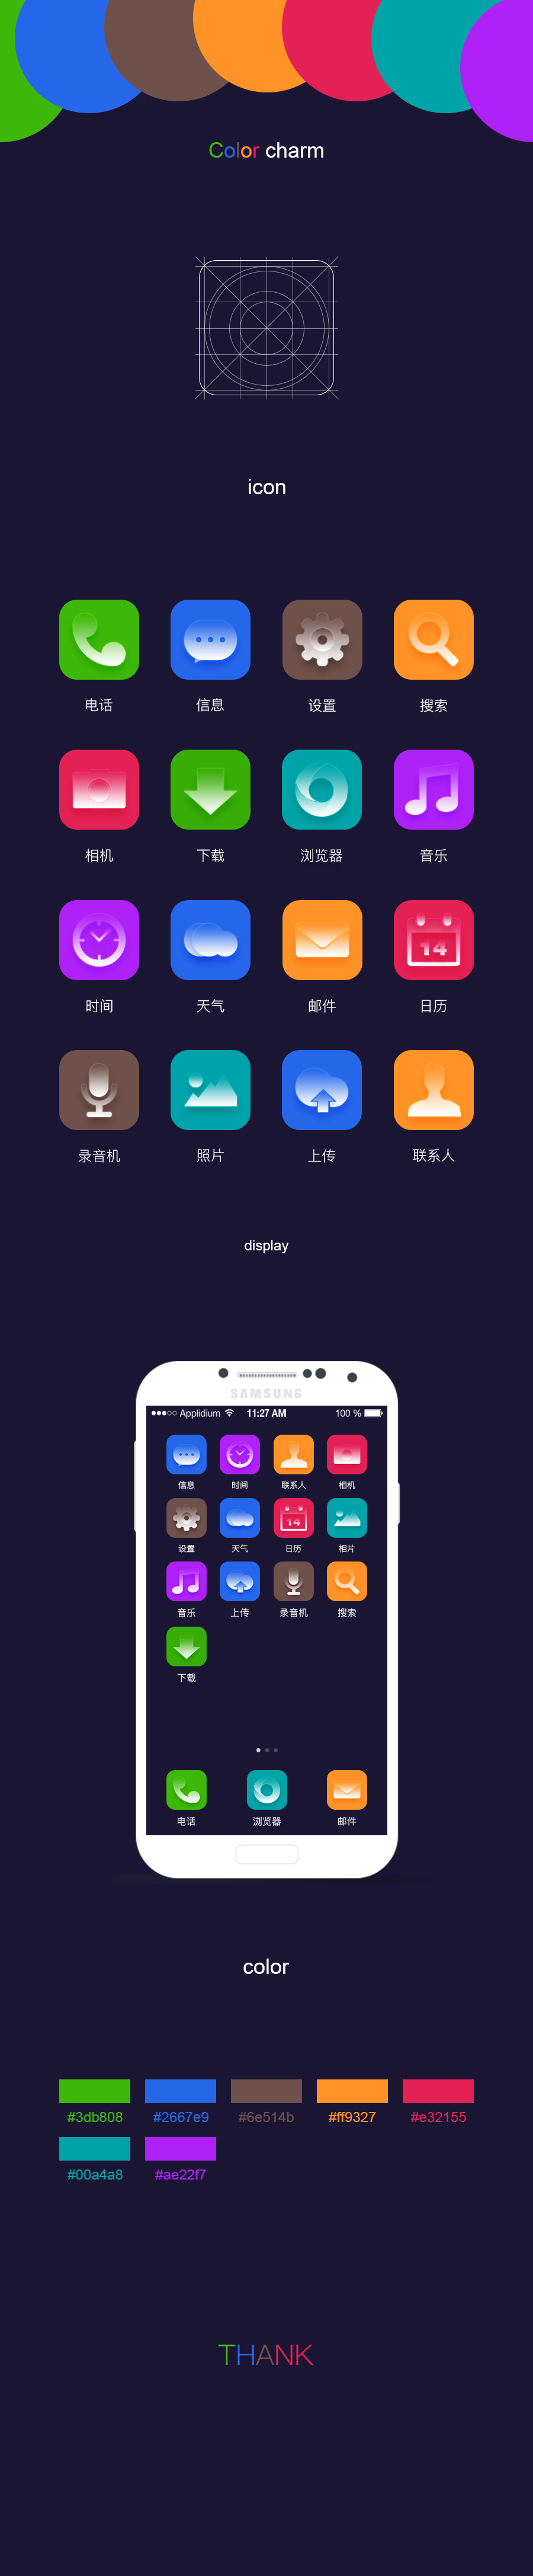 Color charm
icon
电话 信息 设置 搜索
相机 下载 浏览器 音乐
14
时间 天气 邮件 日历
录音机 照片 上传 联系人
display
SAMSUNG
Applidium 11:27 AM 100 %
信息 时间 联系人 相机
14
设置 天气 日历 相片
音乐 上传 录音机 搜索
下载
电话 浏览器 邮件
color
#3db808 #2667e9 #6e514b #ff9327 #e32155
#00a4a8 #ae22f7
THANK